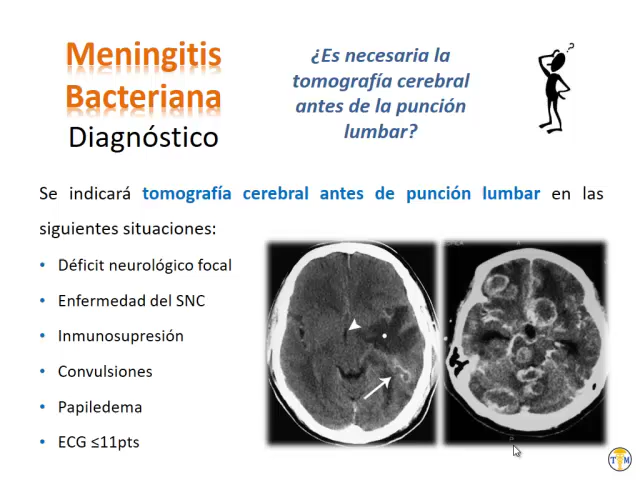 Meningitis
Bacteriana
Diagnóstico
¿Es necesaria la
tomografía cerebral
antes de la punción
lumbar?
?
Se indicará tomografía cerebral antes de punción lumbar en las
siguientes situaciones:
• Déficit neurológico focal
• Enfermedad del SNC
• Inmunosupresión
• Convulsiones
• Papiledema
• ECG ≤11pts
T M